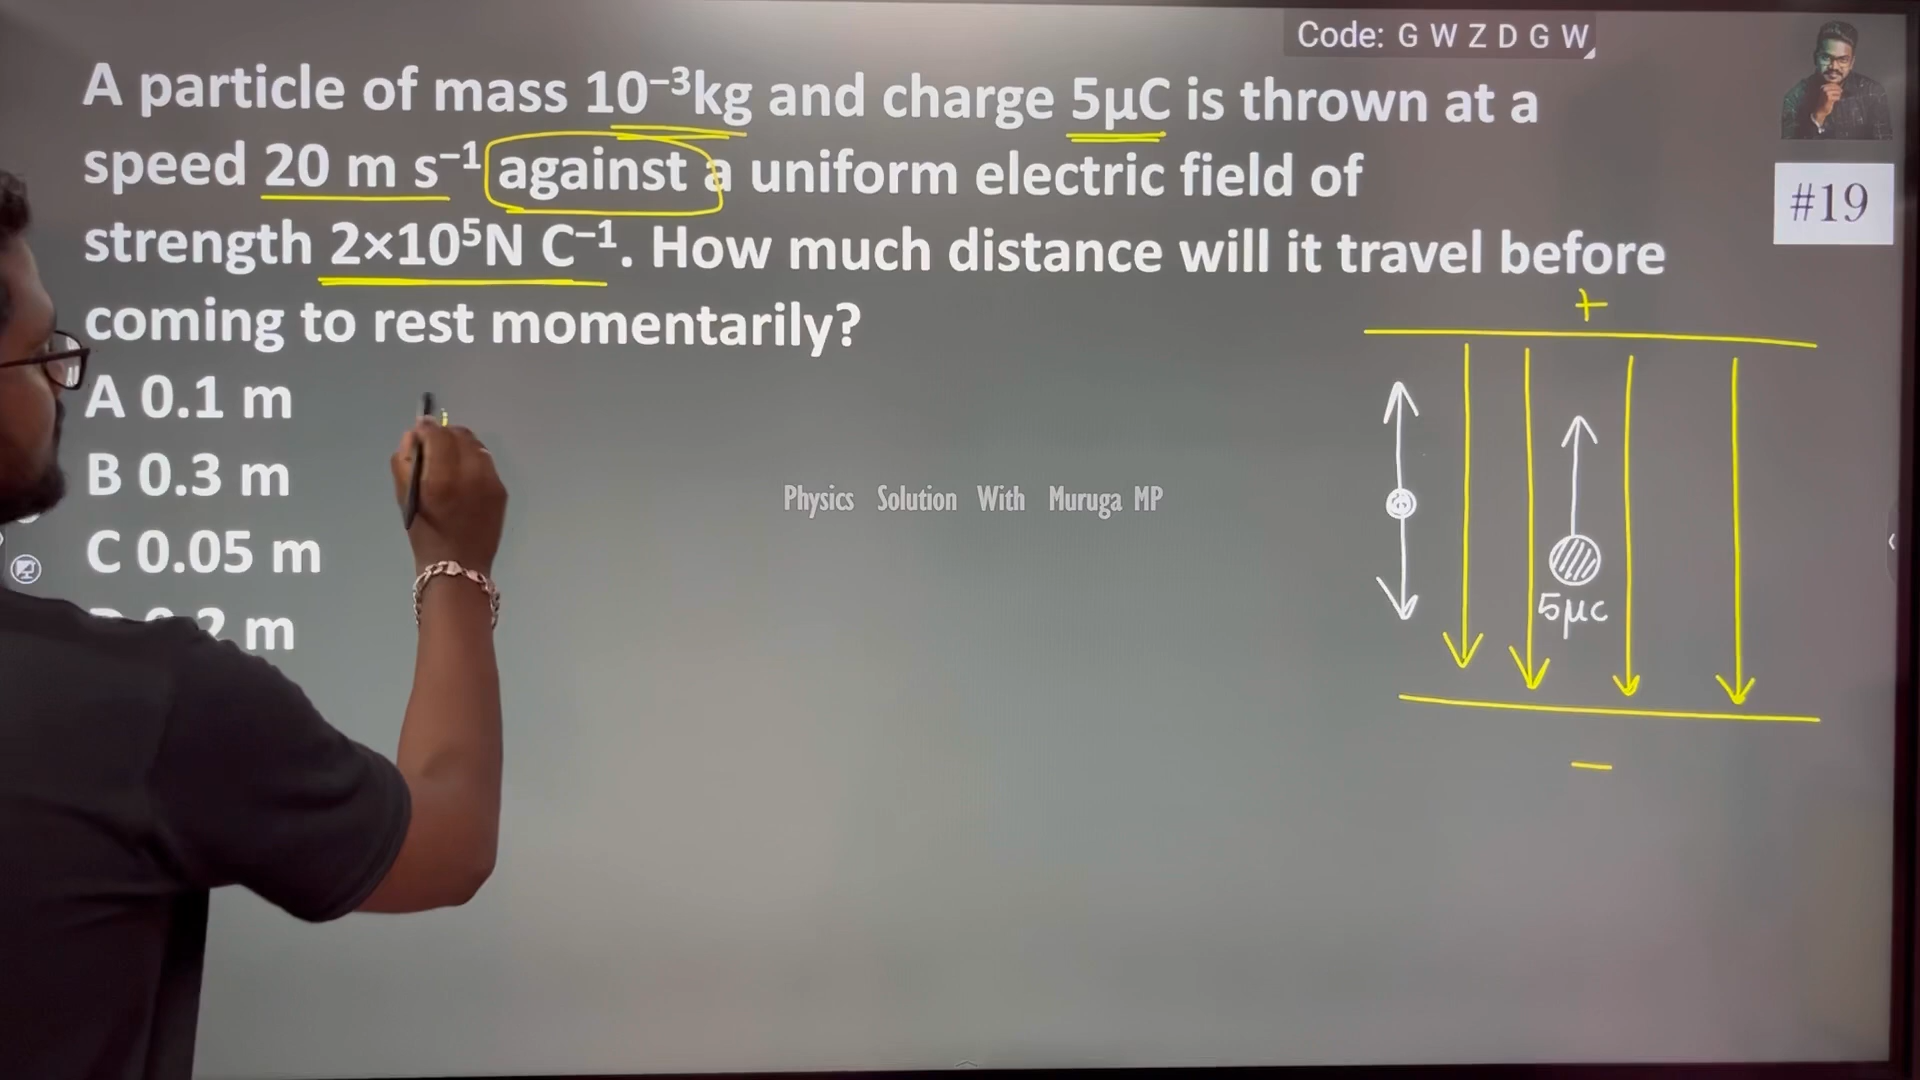 Code: G W Z D G W
A particle of mass 10⁻³kg and charge 5μC is thrown at a
speed 20 m s⁻¹ against a uniform electric field of
#19
strength 2×10⁵N C⁻¹. How much distance will it travel before
coming to rest momentarily?
+
A 0.1 m
B 0.3 m
Physics Solution With Muruga MP
C 0.05 m
5μc
m
−